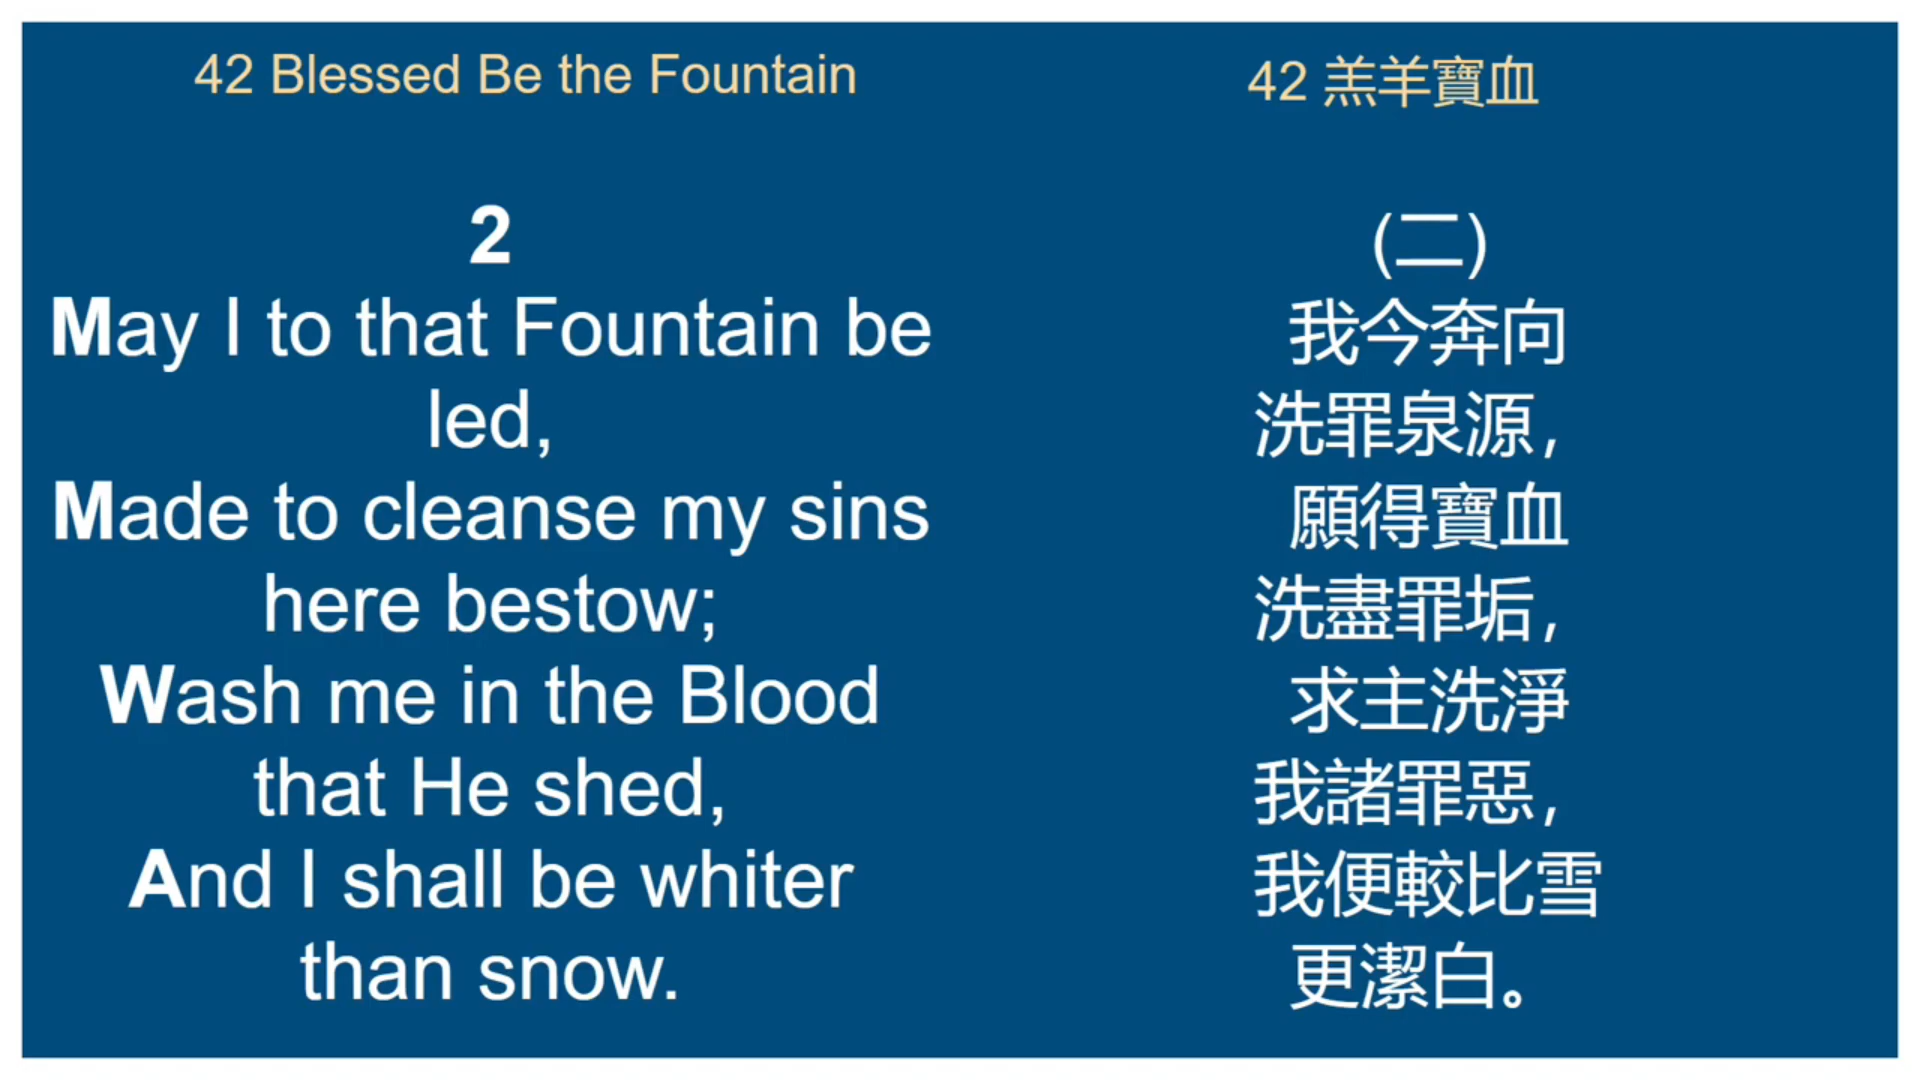 42 Blessed Be the Fountain
2
May I to that Fountain be
led,
Made to cleanse my sins
here bestow;
Wash me in the Blood
that He shed,
And I shall be whiter
than snow.
42 羔羊寶血
(二)
我今奔向
洗罪泉源,
願得寶血
洗盡罪垢,
求主洗淨
我諸罪惡,
我便較比雪
更潔白。